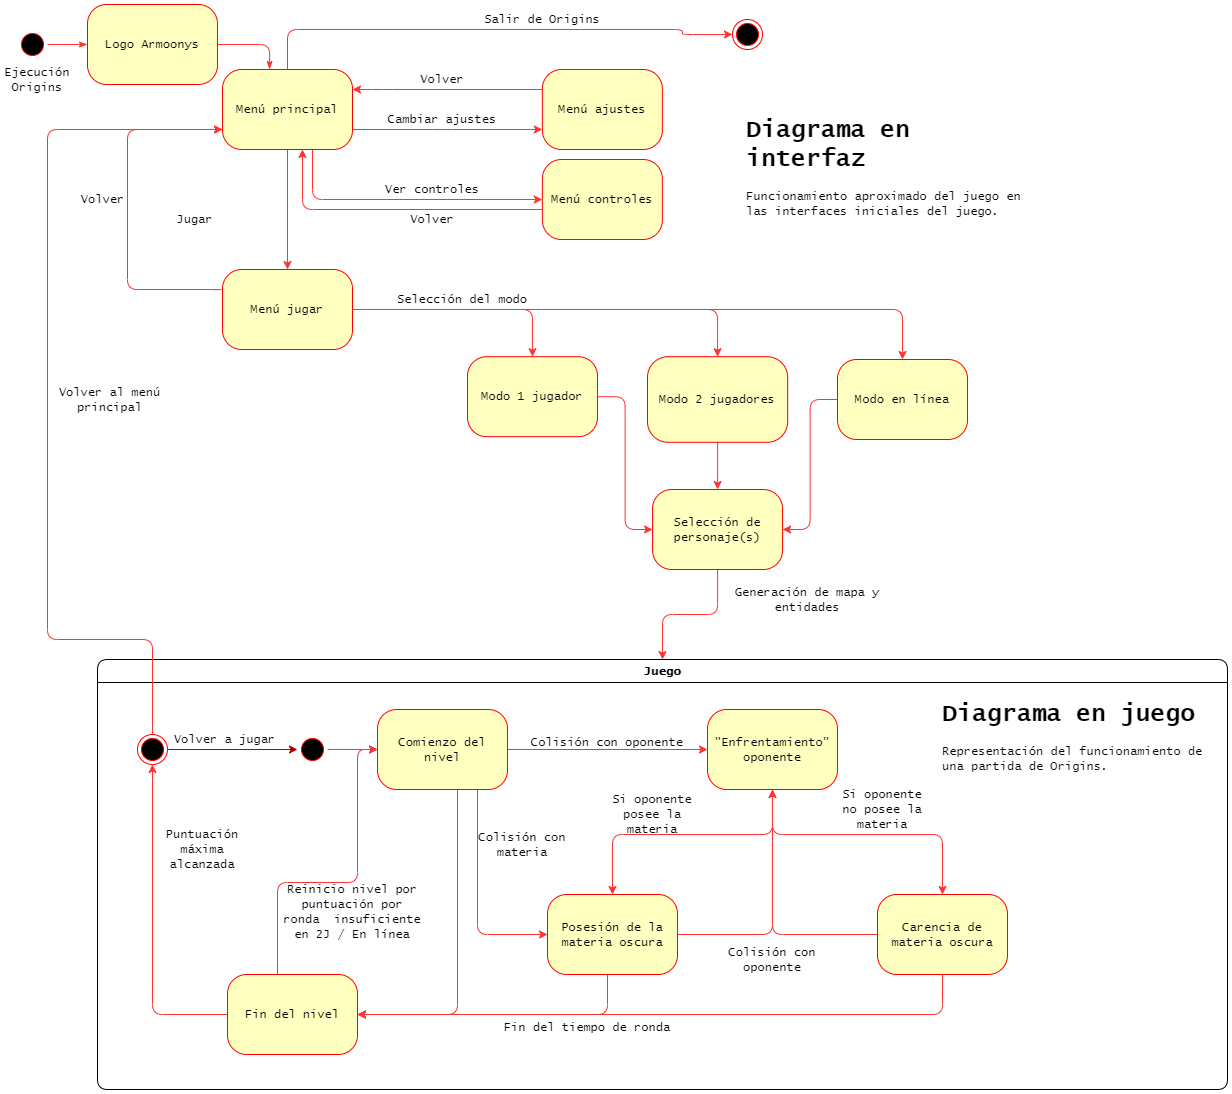 Salir de Origins
Logo Armoonys
Ejecución
Origins
Volver
Menú principal
Menú ajustes
Cambiar ajustes
Diagrama en
interfaz
Ver controles
Menú controles
Volver
Volver
Jugar
Funcionamiento aproximado del juego en
las interfaces iniciales del juego.
Selección del modo
Menú jugar
Volver al menú
principal
Modo 1 jugador
Modo 2 jugadores
Modo en línea
Selección de
personaje(s)
Generación de mapa y
entidades
Juego
Diagrama en juego
Representación del funcionamiento de
una partida de Origins.
Volver a jugar
Comienzo del
nivel
Colisión con oponente
"Enfrentamiento"
oponente
Si oponente
posee la
materia
Si oponente
no posee la
materia
Puntuación
máxima
alcanzada
Colisión con
materia
Reinicio nivel por
puntuación por
ronda  insuficiente
en 2J / En línea
Posesión de la
materia oscura
Carencia de
materia oscura
Colisión con
oponente
Fin del nivel
Fin del tiempo de ronda